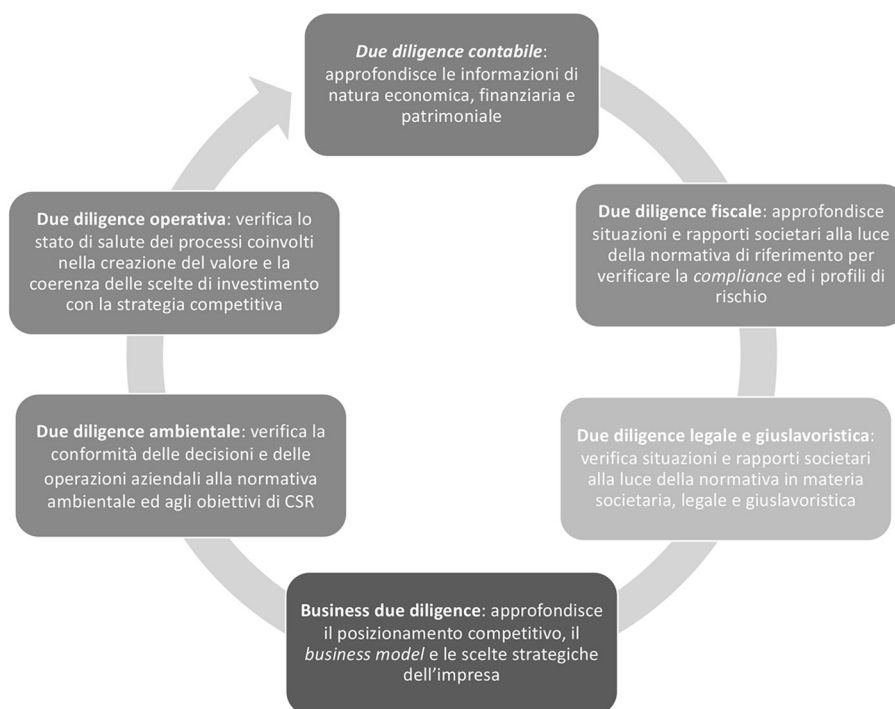 Due diligence contabile:
approfondisce le informazioni di
natura economica, finanziaria e
patrimoniale
Due diligence fiscale: approfondisce
situazioni e rapporti societari alla luce
della normativa di riferimento per
verificare la compliance ed i profili di
rischio
Due diligence legale e giuslavoristica:
verifica situazioni e rapporti societari
alla luce della normativa in materia
societaria, legale e giuslavoristica
Business due diligence: approfondisce
il posizionamento competitivo, il
business model e le scelte strategiche
dell’impresa
Due diligence ambientale: verifica la
conformità delle decisioni e delle
operazioni aziendali alla normativa
ambientale ed agli obiettivi di CSR
Due diligence operativa: verifica lo
stato di salute dei processi coinvolti
nella creazione del valore e la
coerenza delle scelte di investimento
con la strategia competitiva